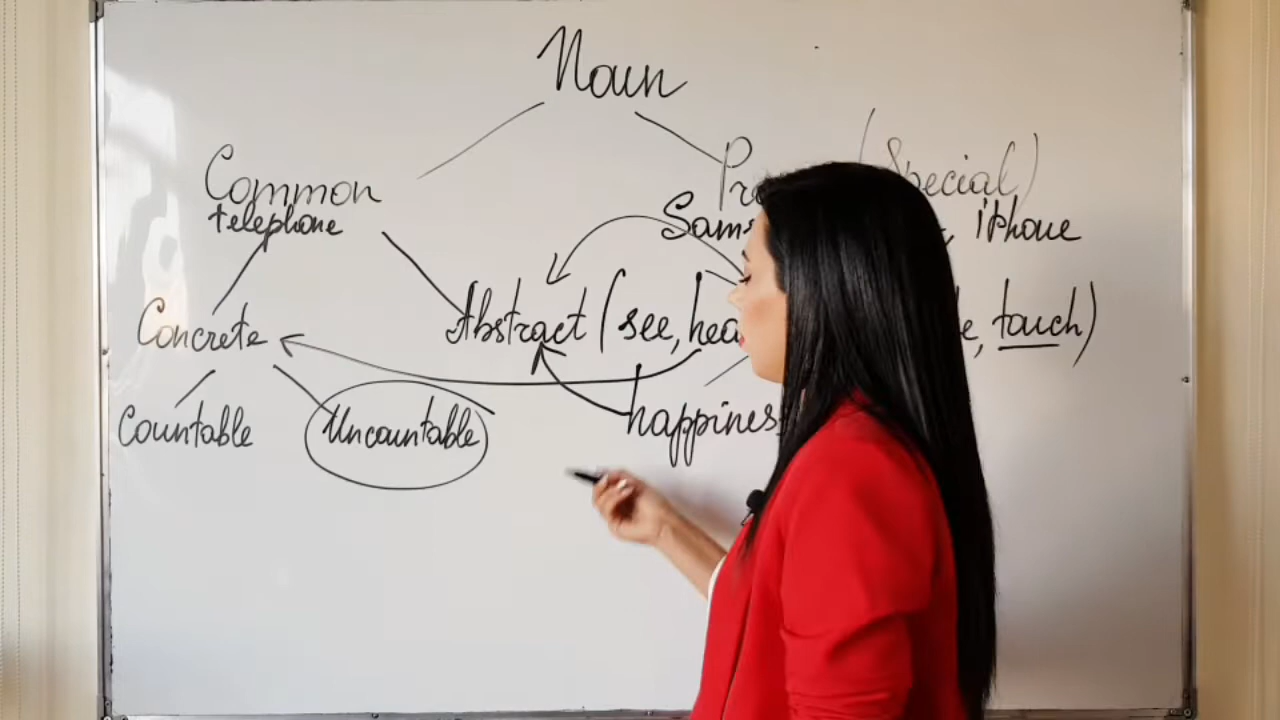 Noun
Common (Special)
telephone iPhone
Concrete Abstract (see, touch)
Countable Uncountable